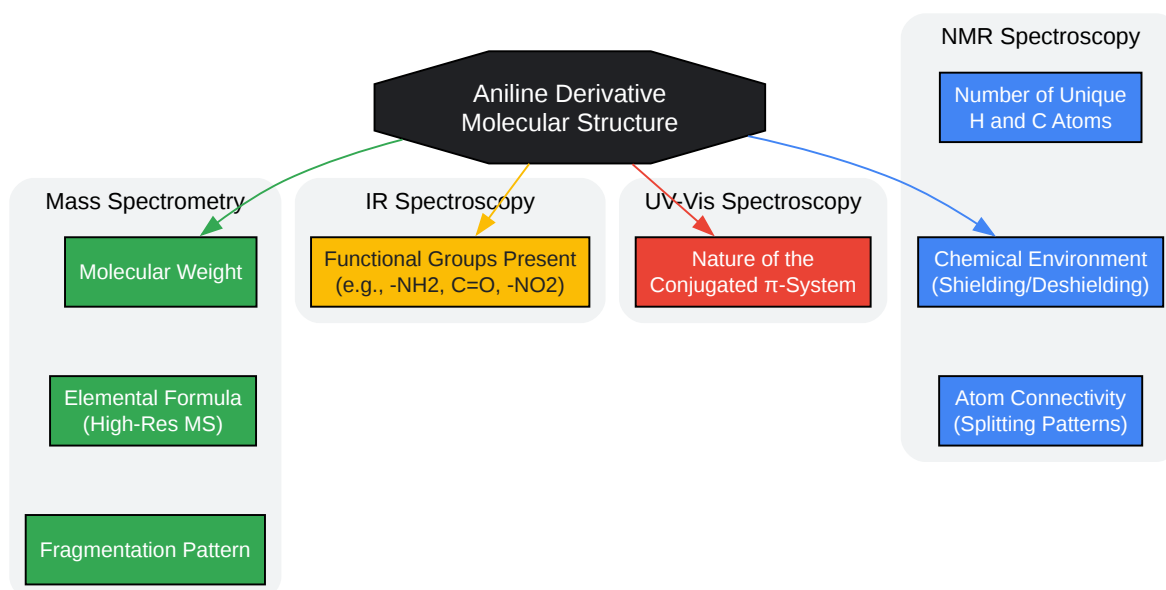 NMR Spectroscopy
Number of Unique
H and C Atoms
Aniline Derivative
Molecular Structure
Mass Spectrometry
IR Spectroscopy
UV-Vis Spectroscopy
Molecular Weight
Functional Groups Present
(e.g., -NH2, C=O, -NO2)
Nature of the
Conjugated π-System
Chemical Environment
(Shielding/Deshielding)
Elemental Formula
(High-Res MS)
Atom Connectivity
(Splitting Patterns)
Fragmentation Pattern